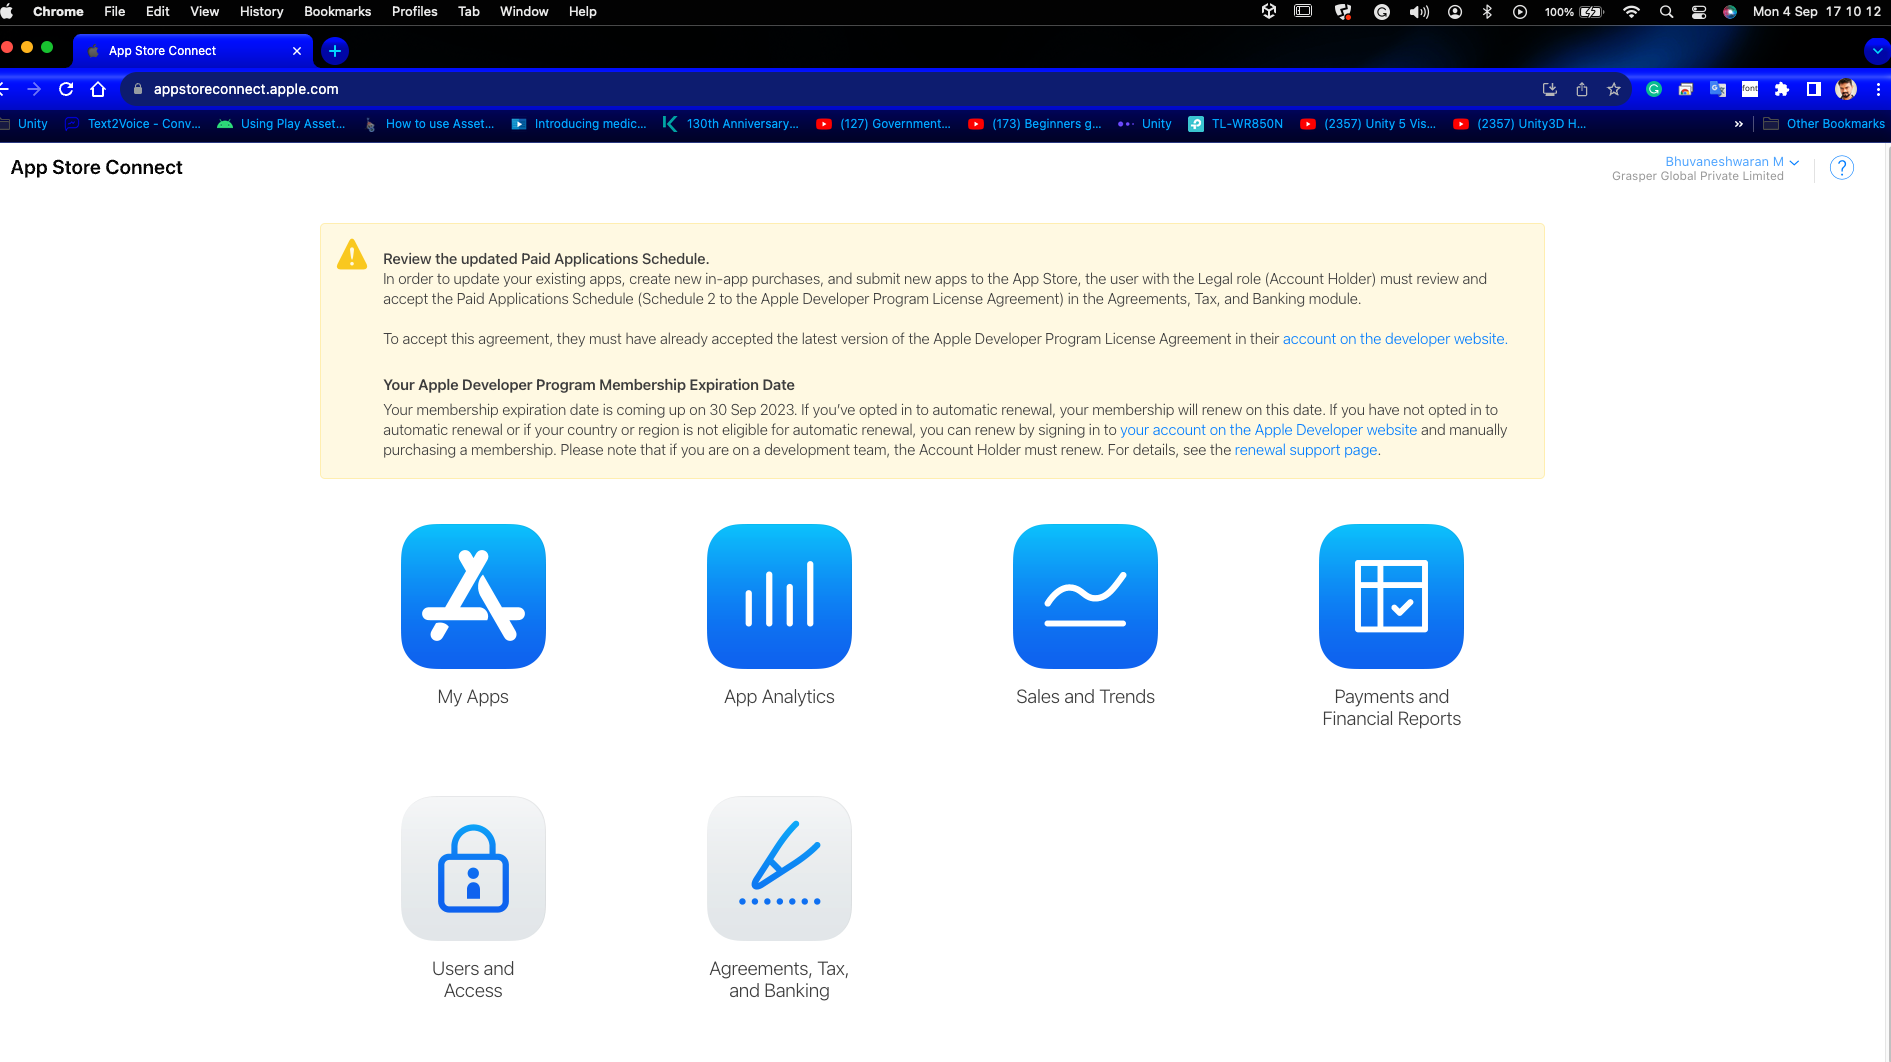 Chrome File Edit View History Bookmarks Profiles Tab Window Help 100% Mon 4 Sep 17 10 12
App Store Connect
appstoreconnect.apple.com font
Unity Text2Voice - Conv... Using Play Asset... How to use Asset... Introducing medic... 130th Anniversary... (127) Government... (173) Beginners g... Unity TL-WR850N (2357) Unity 5 Vis... (2357) Unity3D H... » Other Bookmarks
App Store Connect
Bhuvaneshwaran M
Grasper Global Private Limited
?
Review the updated Paid Applications Schedule.
In order to update your existing apps, create new in-app purchases, and submit new apps to the App Store, the user with the Legal role (Account Holder) must review and
accept the Paid Applications Schedule (Schedule 2 to the Apple Developer Program License Agreement) in the Agreements, Tax, and Banking module.
To accept this agreement, they must have already accepted the latest version of the Apple Developer Program License Agreement in their account on the developer website.
Your Apple Developer Program Membership Expiration Date
Your membership expiration date is coming up on 30 Sep 2023. If you’ve opted in to automatic renewal, your membership will renew on this date. If you have not opted in to
automatic renewal or if your country or region is not eligible for automatic renewal, you can renew by signing in to your account on the Apple Developer website and manually
purchasing a membership. Please note that if you are on a development team, the Account Holder must renew. For details, see the renewal support page.
My Apps
App Analytics
Sales and Trends
Payments and
Financial Reports
Users and
Access
Agreements, Tax,
and Banking